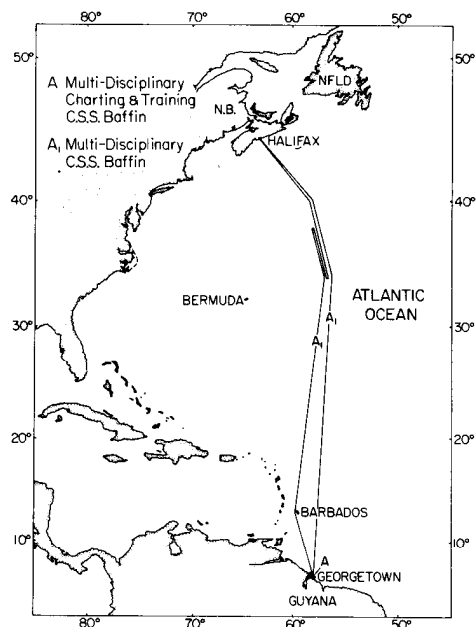 80° 70° 60° 50°
50° 50°
A Multi-Disciplinary
Charting & Training
C.S.S. Baffin
NFLD
N.B.
HALIFAX
A₁ Multi-Disciplinary
C.S.S. Baffin
40° 40°
BERMUDA
ATLANTIC
OCEAN
A₁
30° 30°
A₁
20° 20°
BARBADOS
10° 10°
A
GEORGETOWN
GUYANA
80° 70° 60° 50°